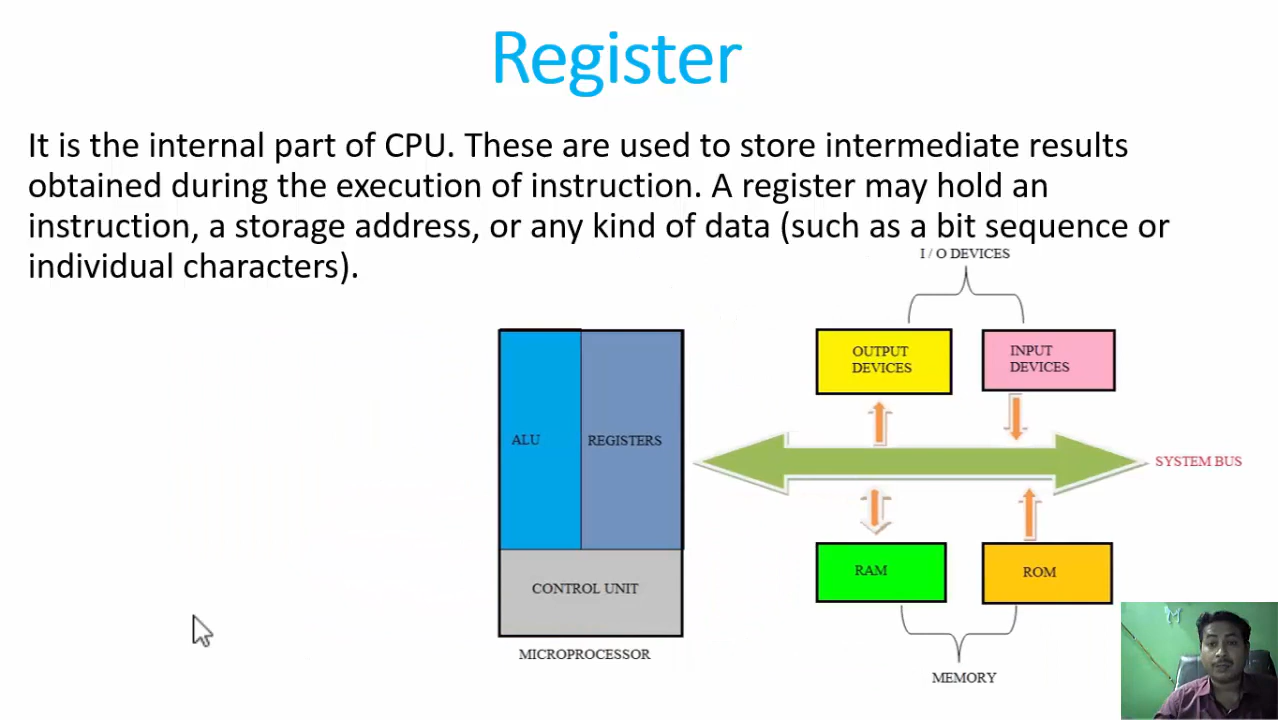 Register
It is the internal part of CPU. These are used to store intermediate results
obtained during the execution of instruction. A register may hold an
instruction, a storage address, or any kind of data (such as a bit sequence or
individual characters).
I / O DEVICES
OUTPUT
DEVICES
INPUT
DEVICES
ALU
REGISTERS
SYSTEM BUS
CONTROL UNIT
RAM
ROM
MICROPROCESSOR
MEMORY